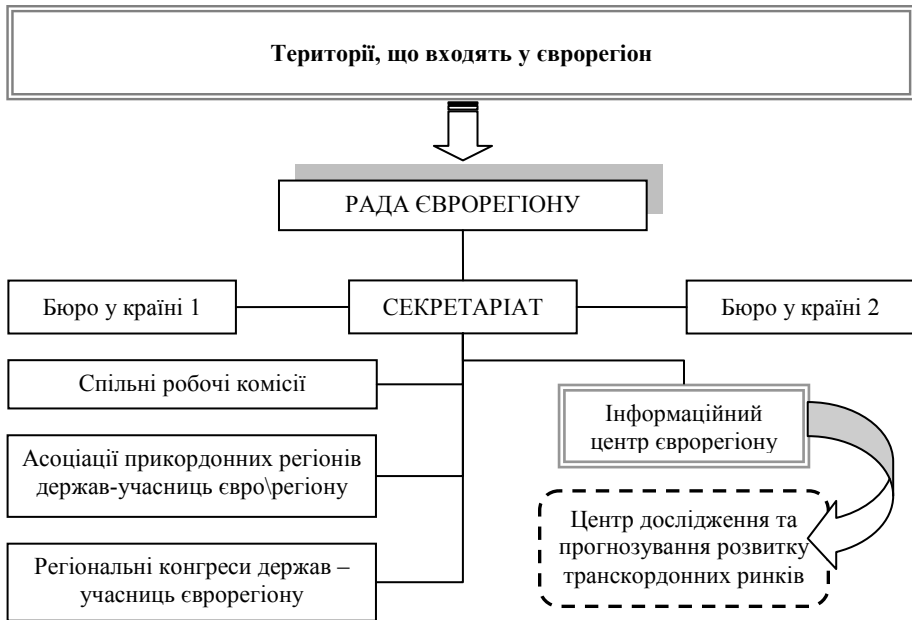 Території, що входять у єврорегіон
РАДА ЄВРОРЕГІОНУ
Бюро у країні 1
СЕКРЕТАРІАТ
Бюро у країні 2
Спільні робочі комісії
Інформаційний
центр єврорегіону
Асоціації прикордонних регіонів
держав-учасниць євро\регіону
Центр дослідження та
прогнозування розвитку
транскордонних ринків
Регіональні конгреси держав –
учасниць єврорегіону